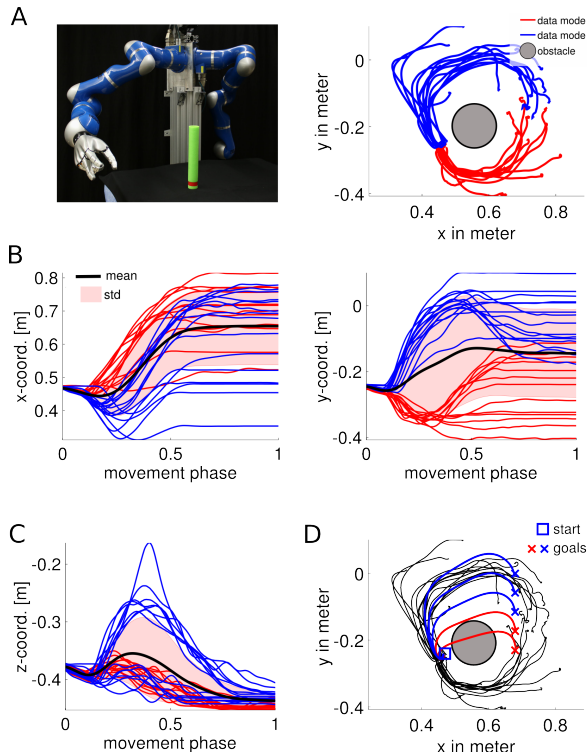 A
data mode
data mode
obstacle
0
-0.2
-0.4
y in meter
0.4
0.6
0.8
x in meter
B
mean
std
0.8
0.7
0.6
0.5
0.4
x-coord. [m]
0
0.5
1
movement phase
0
-0.2
-0.4
y-coord. [m]
0
0.5
1
movement phase
C
-0.2
-0.3
-0.4
z-coord. [m]
0
0.5
1
movement phase
D
start
goals
0
-0.2
-0.4
y in meter
0.4
0.6
0.8
x in meter